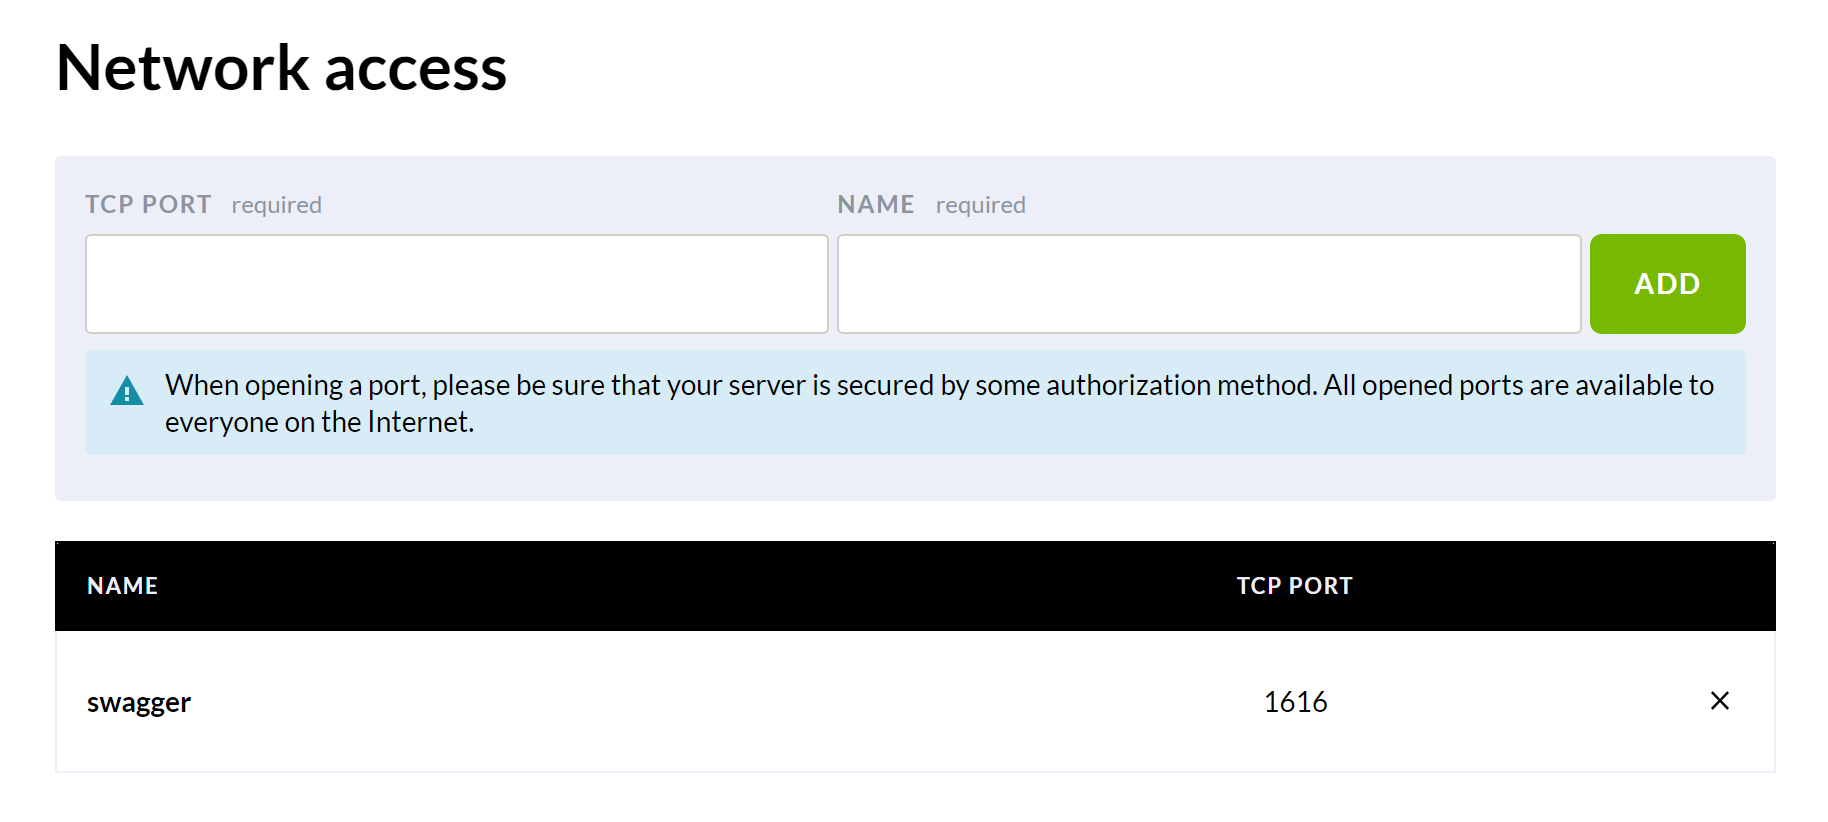 Network access
TCP PORT required NAME required
ADD
When opening a port, please be sure that your server is secured by some authorization method. All opened ports are available to
everyone on the Internet.
NAME TCP PORT
swagger 1616